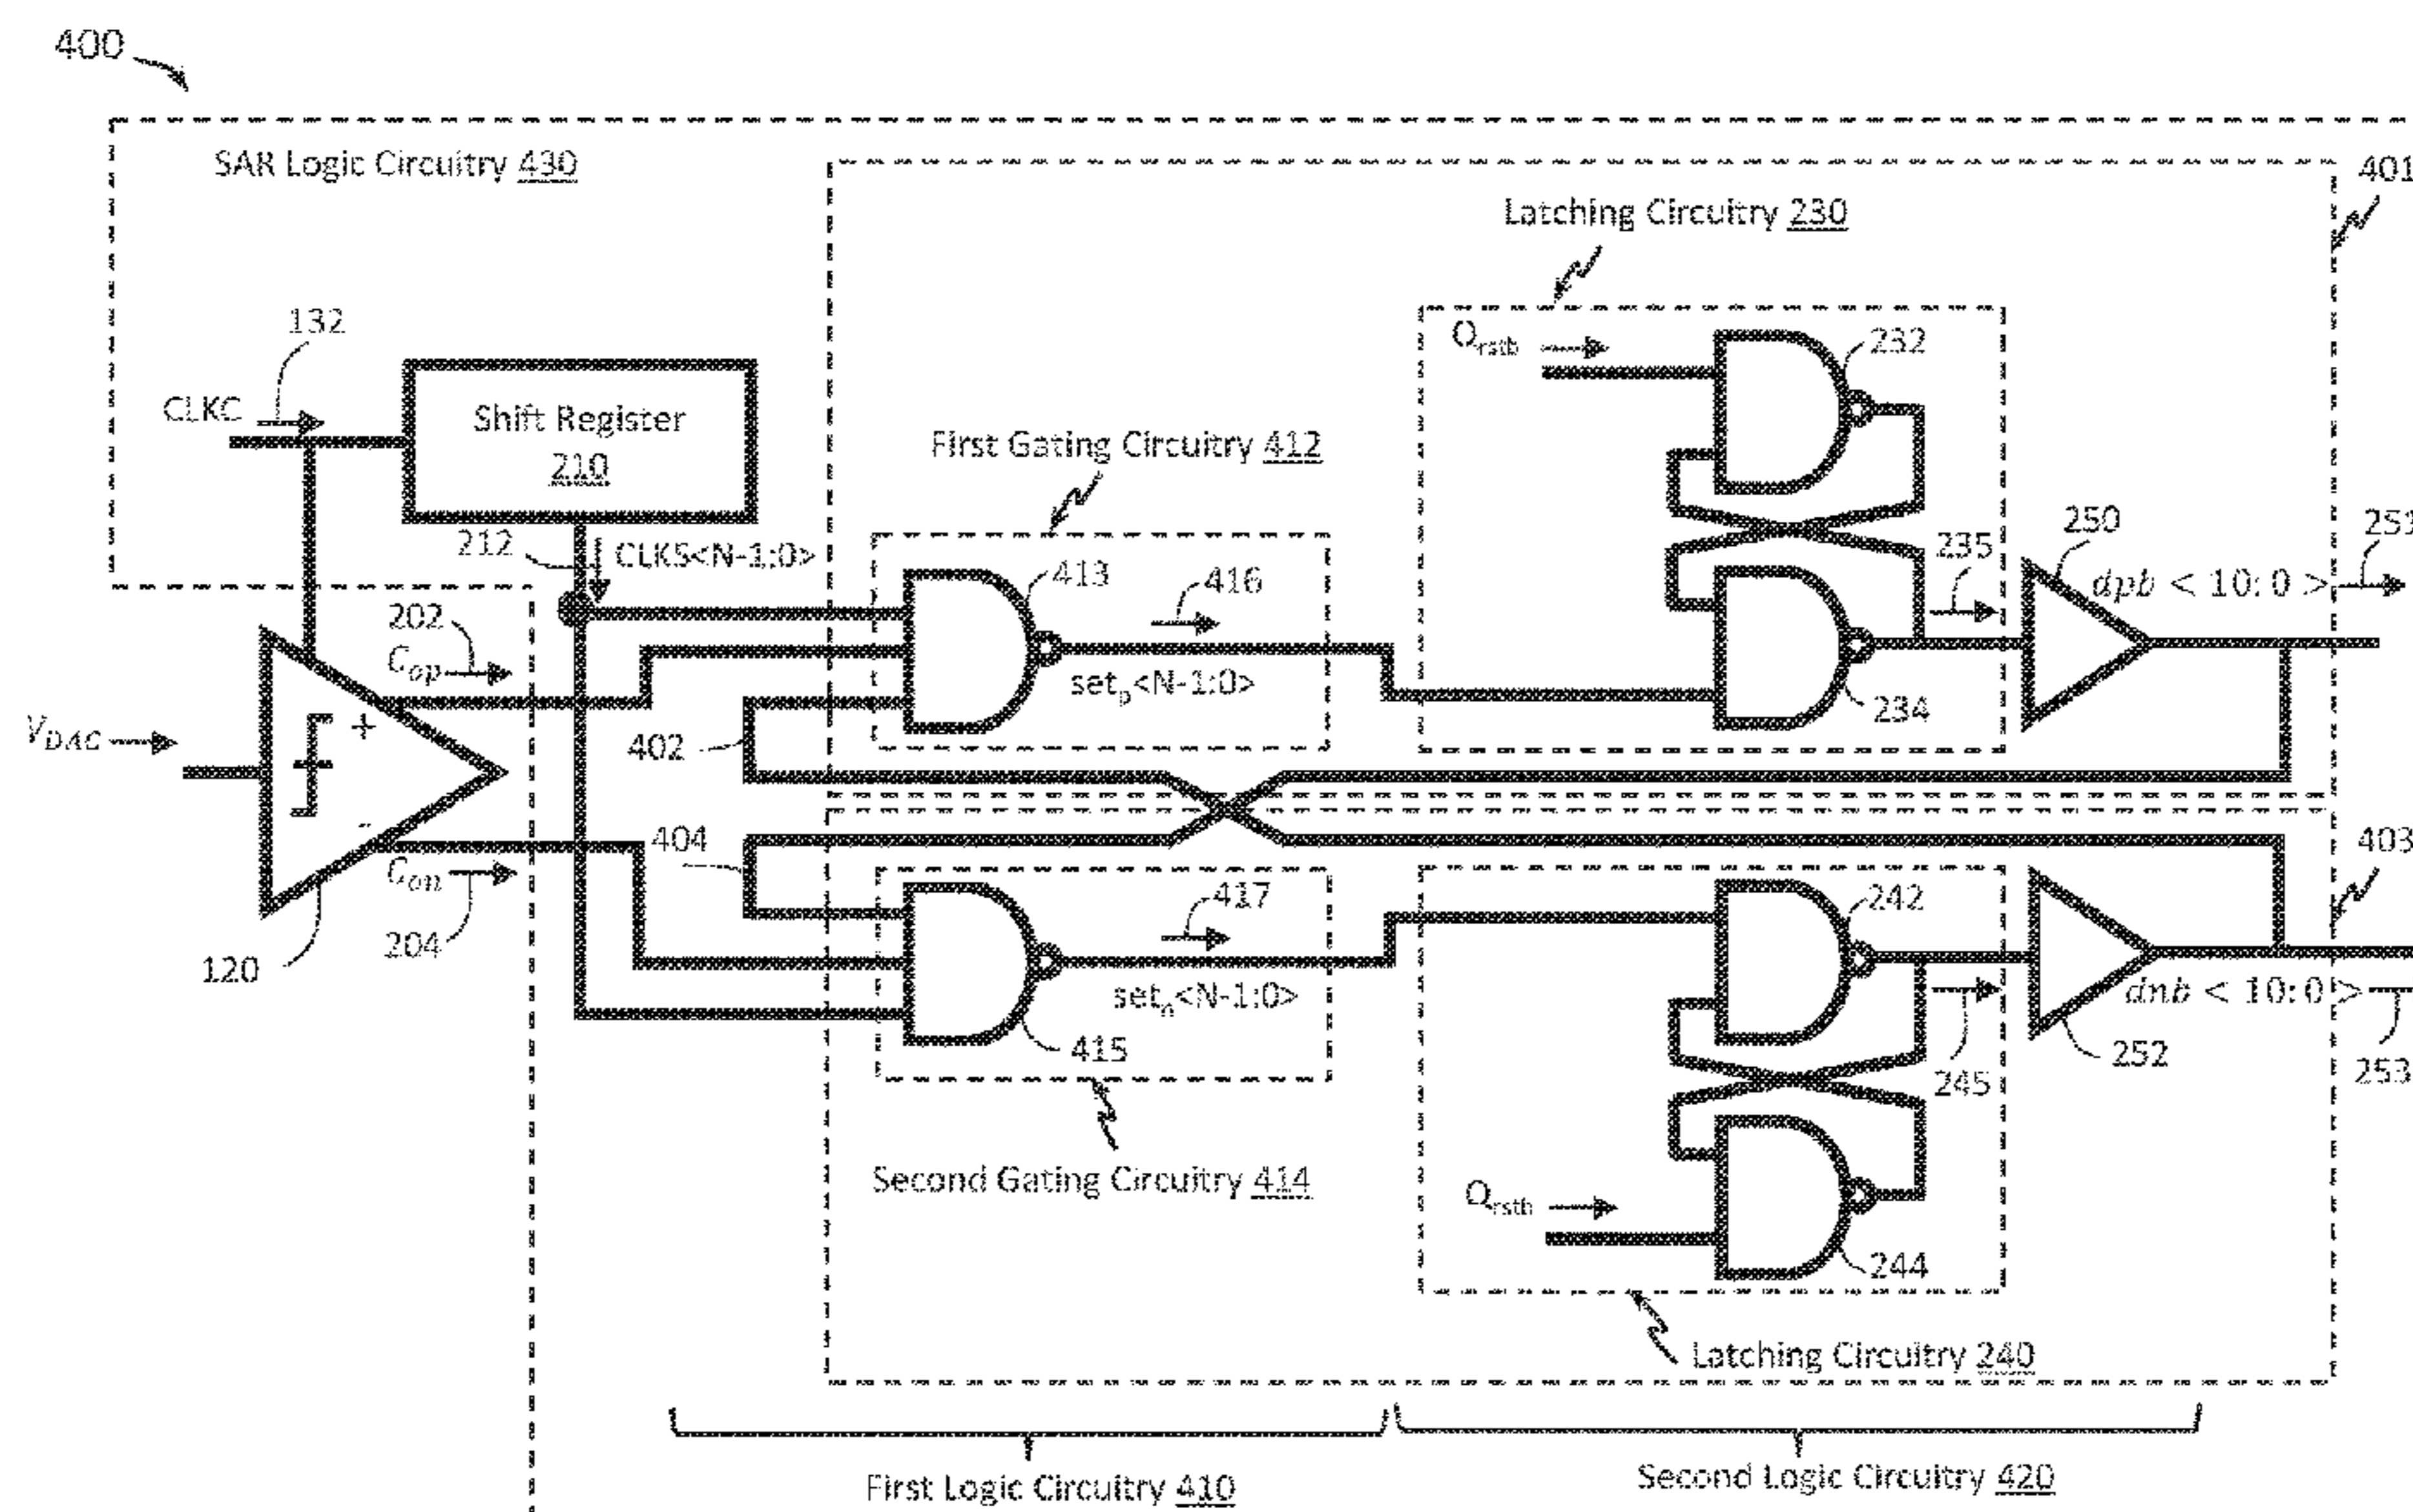 400
SAR Logic Circuitry 430
401
Latching Circuitry 230
132
CLKC
Shift Register
210
Q_rstb
232
First Gating Circuitry 412
212
CLKS<N-1:0>
413
416
235
250
dpb < 10: 0 >
251
202
C_op
set_p<N-1:0>
234
V_DAC
+
402
-
404
403
C_on
204
120
417
242
set_n<N-1:0>
415
dnb < 10: 0 >
245
252
253
Second Gating Circuitry 414
Q_rstb
244
Latching Circuitry 240
First Logic Circuitry 410
Second Logic Circuitry 420